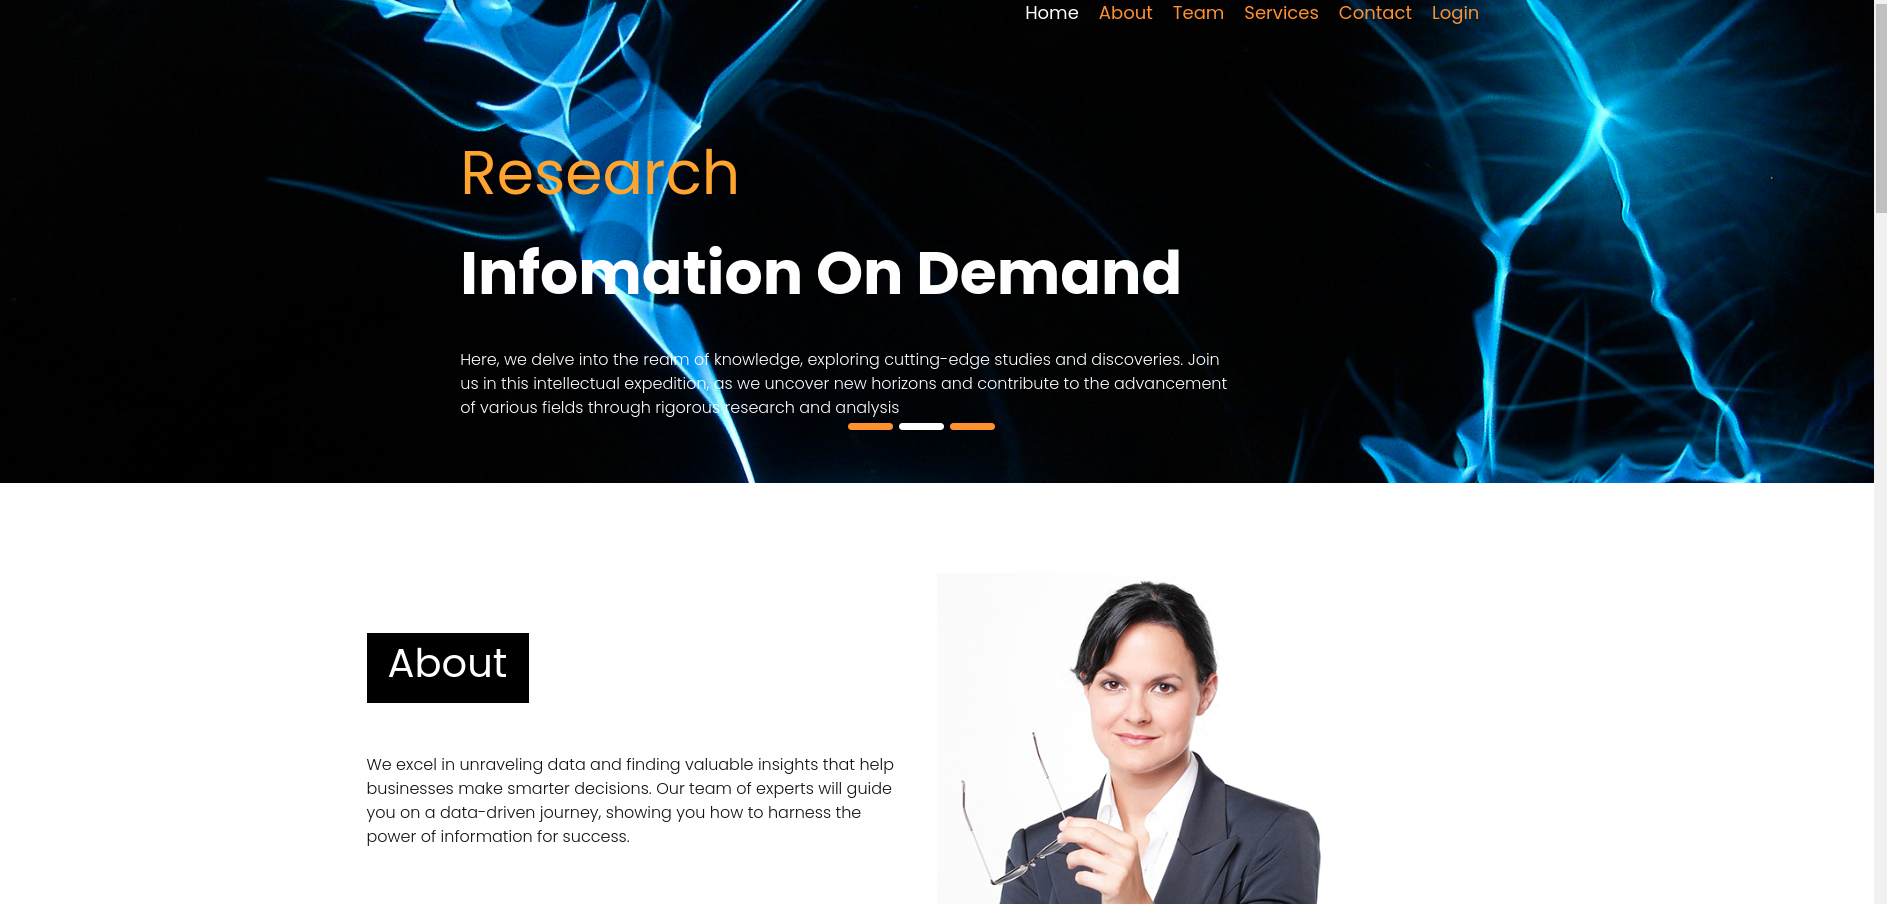 Home About Team Services Contact Login
Research
Infomation On Demand
Here, we delve into the realm of knowledge, exploring cutting-edge studies and discoveries. Join
us in this intellectual expedition, as we uncover new horizons and contribute to the advancement
of various fields through rigorous research and analysis
About
We excel in unraveling data and finding valuable insights that help
businesses make smarter decisions. Our team of experts will guide
you on a data-driven journey, showing you how to harness the
power of information for success.